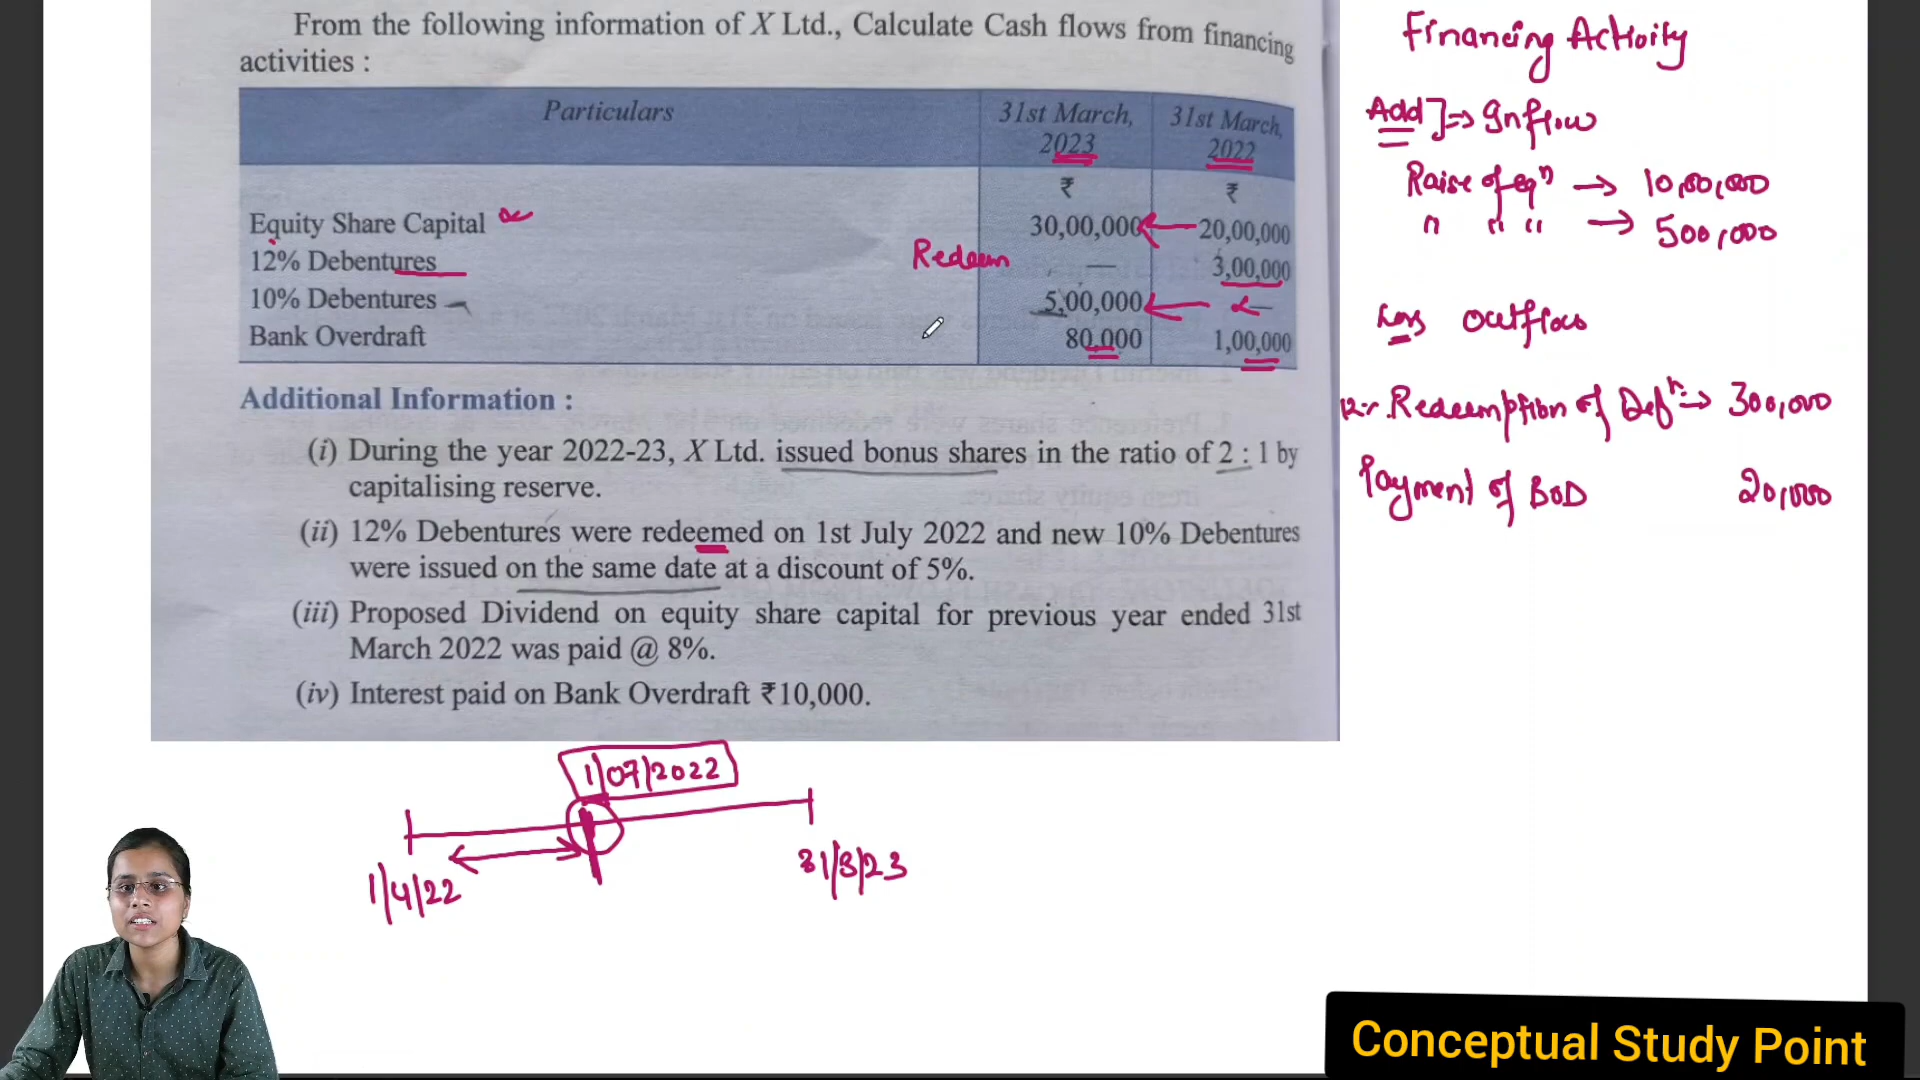 From the following information of X Ltd., Calculate Cash flows from financing
activities :
Particulars
31st March, 2023
31st March, 2022
₹ ₹
Equity Share Capital 30,00,000 20,00,000
12% Debentures Redeem — 3,00,000
10% Debentures 5,00,000 —
Bank Overdraft 80,000 1,00,000
Additional Information :
(i) During the year 2022-23, X Ltd. issued bonus shares in the ratio of 2 : 1 by
capitalising reserve.
(ii) 12% Debentures were redeemed on 1st July 2022 and new 10% Debentures
were issued on the same date at a discount of 5%.
(iii) Proposed Dividend on equity share capital for previous year ended 31st
March 2022 was paid @ 8%.
(iv) Interest paid on Bank Overdraft ₹10,000.
1/07/2022
1/4/22
31/3/23
Financing Activity
Add] => Inflow
Raise of eqⁿ → 10,00,000
" " " → 500,000
Less Outflow
Redeemption of Debⁿ → 300,000
Payment of BOD 20,000
Conceptual Study Point